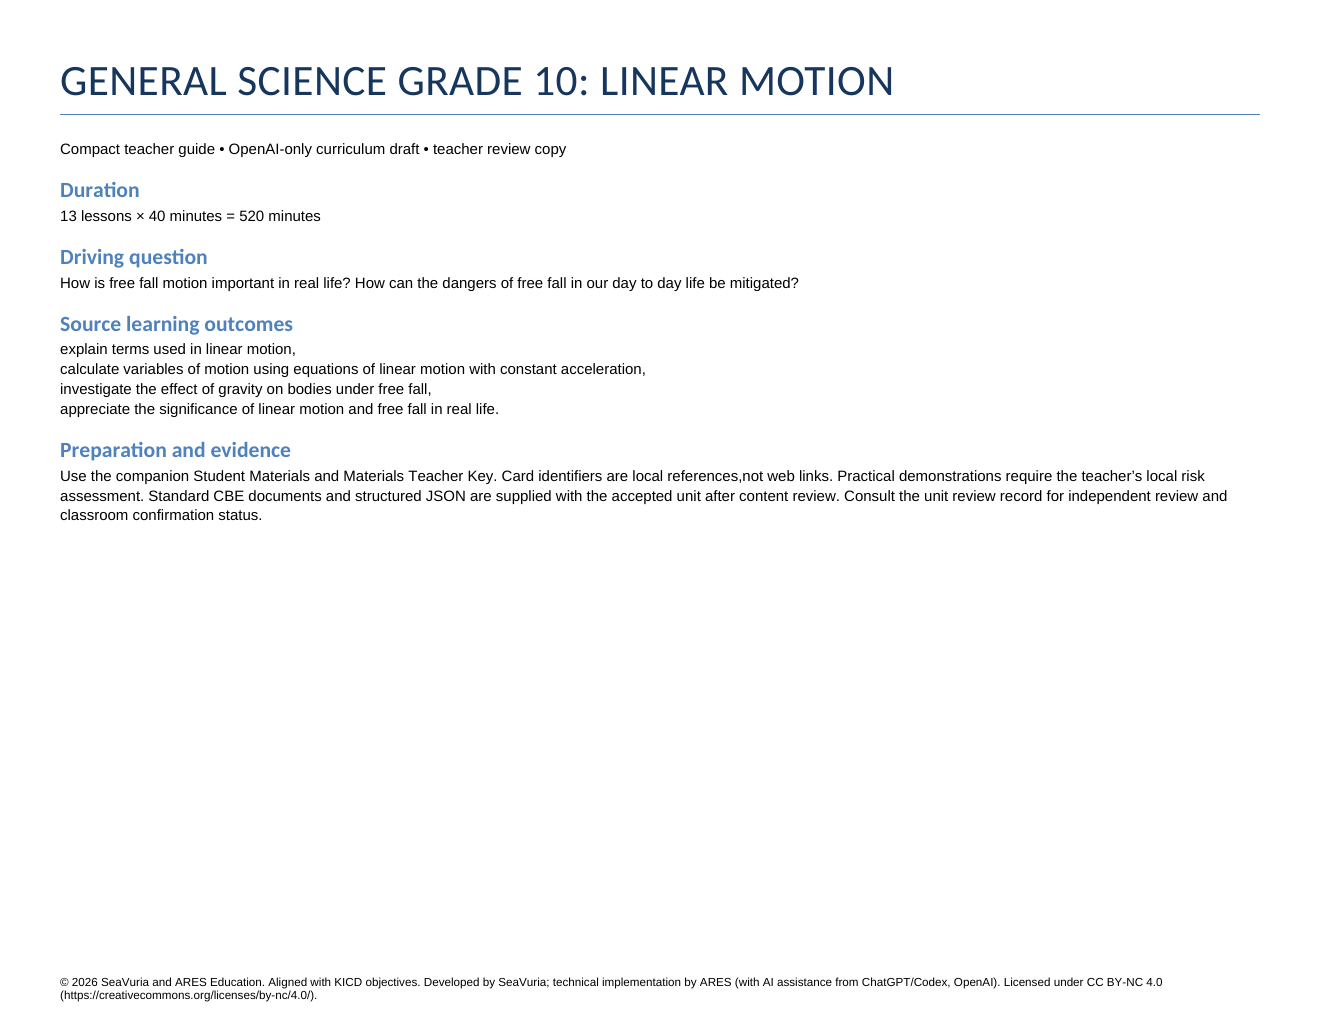 GENERAL SCIENCE GRADE 10: LINEAR MOTION
Compact teacher guide • OpenAI-only curriculum draft • teacher review copy
Duration
13 lessons × 40 minutes = 520 minutes
Driving question
How is free fall motion important in real life? How can the dangers of free fall in our day to day life be mitigated?
Source learning outcomes
explain terms used in linear motion,
calculate variables of motion using equations of linear motion with constant acceleration,
investigate the effect of gravity on bodies under free fall,
appreciate the significance of linear motion and free fall in real life.
Preparation and evidence
Use the companion Student Materials and Materials Teacher Key. Card identifiers are local references,not web links. Practical demonstrations require the teacher’s local risk
assessment. Standard CBE documents and structured JSON are supplied with the accepted unit after content review. Consult the unit review record for independent review and
classroom confirmation status.
© 2026 SeaVuria and ARES Education. Aligned with KICD objectives. Developed by SeaVuria; technical implementation by ARES (with AI assistance from ChatGPT/Codex, OpenAI). Licensed under CC BY-NC 4.0
(https://creativecommons.org/licenses/by-nc/4.0/).